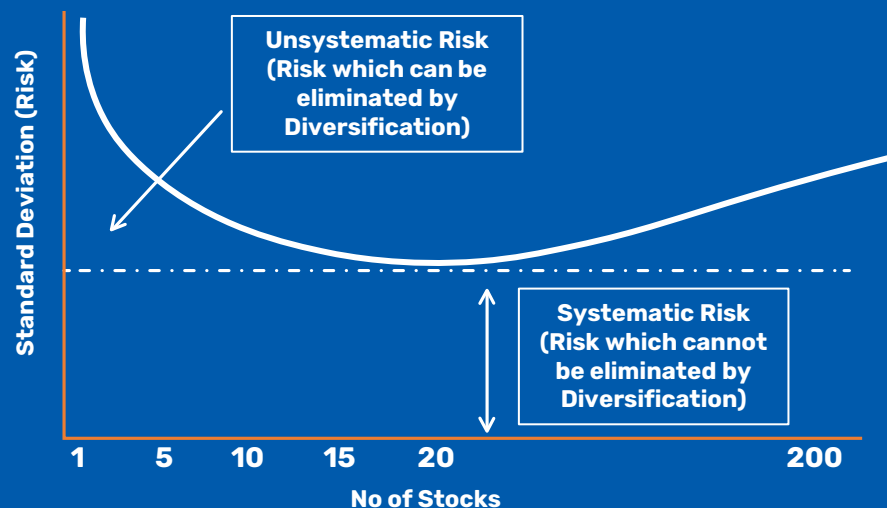 Standard Deviation (Risk)
Unsystematic Risk
(Risk which can be
eliminated by
Diversification)
Systematic Risk
(Risk which cannot
be eliminated by
Diversification)
1 5 10 15 20 200
No of Stocks